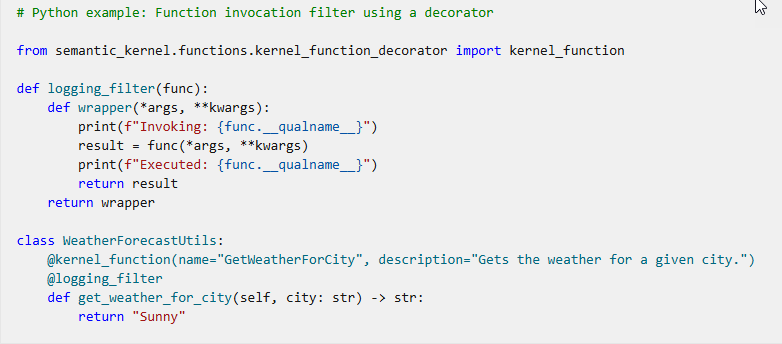 # Python example: Function invocation filter using a decorator
from semantic_kernel.functions.kernel_function_decorator import kernel_function
def logging_filter(func):
    def wrapper(*args, **kwargs):
        print(f"Invoking: {func.__qualname__}")
        result = func(*args, **kwargs)
        print(f"Executed: {func.__qualname__}")
        return result
    return wrapper
class WeatherForecastUtils:
    @kernel_function(name="GetWeatherForCity", description="Gets the weather for a given city.")
    @logging_filter
    def get_weather_for_city(self, city: str) -> str:
        return "Sunny"